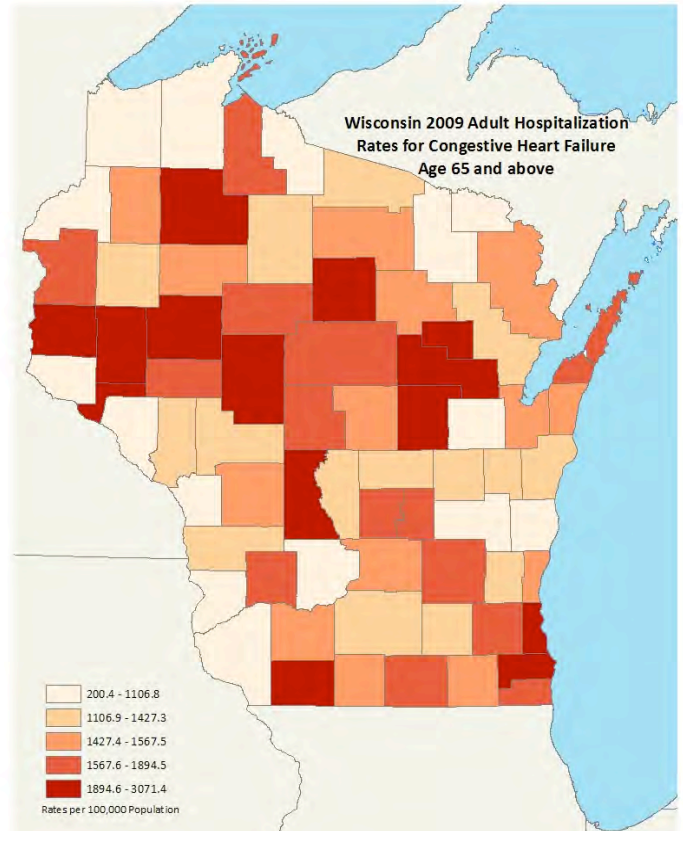 Wisconsin 2009 Adult Hospitalization
Rates for Congestive Heart Failure
Age 65 and above
200.4 - 1106.8
1106.9 - 1427.3
1427.4 - 1567.5
1567.6 - 1894.5
1894.6 - 3071.4
Rates per 100,000 Population